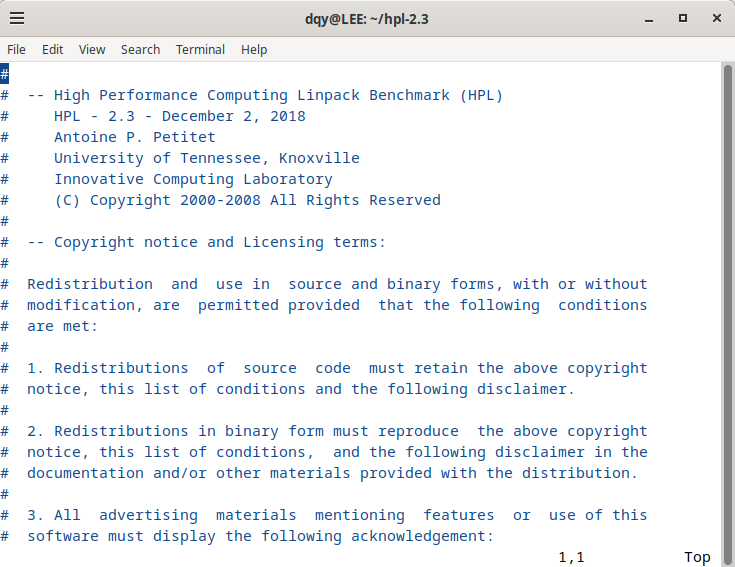 dqy@LEE: ~/hpl-2.3
File Edit View Search Terminal Help
#
#  -- High Performance Computing Linpack Benchmark (HPL)
#     HPL - 2.3 - December 2, 2018
#     Antoine P. Petitet
#     University of Tennessee, Knoxville
#     Innovative Computing Laboratory
#     (C) Copyright 2000-2008 All Rights Reserved
#
#  -- Copyright notice and Licensing terms:
#
#  Redistribution  and  use in  source and binary forms, with or without
#  modification, are  permitted provided  that the following  conditions
#  are met:
#
#  1. Redistributions  of  source  code  must retain the above copyright
#  notice, this list of conditions and the following disclaimer.
#
#  2. Redistributions in binary form must reproduce  the above copyright
#  notice, this list of conditions,  and the following disclaimer in the
#  documentation and/or other materials provided with the distribution.
#
#  3. All  advertising  materials  mentioning  features  or  use of this
#  software must display the following acknowledgement:
1,1 Top